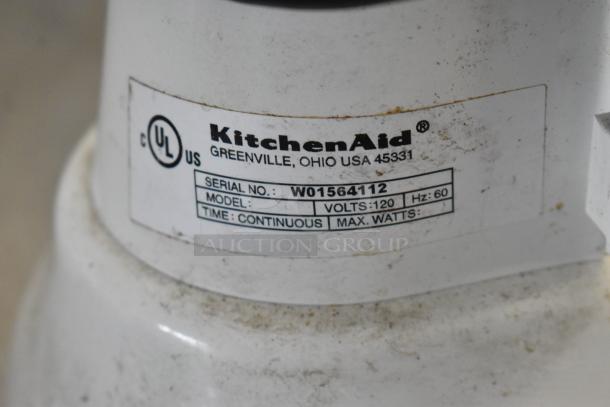 C UL US
KitchenAid®
GREENVILLE, OHIO USA 45331
SERIAL NO.: W01564112
MODEL: VOLTS:120 Hz: 60
TIME: CONTINUOUS MAX. WATTS:
AUCTION GROUP